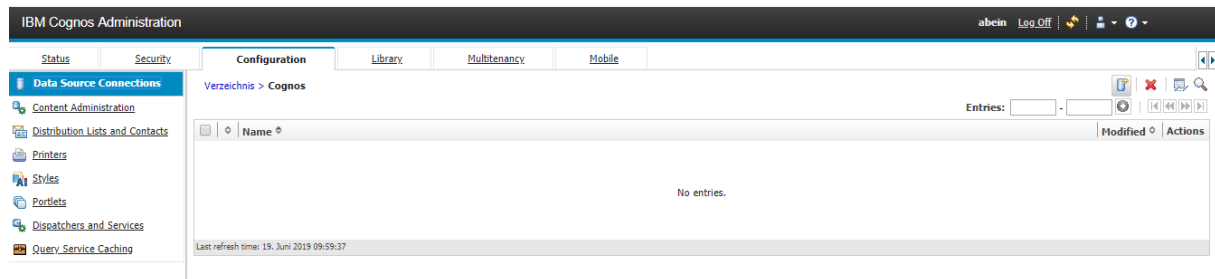 IBM Cognos Administration
abein Log Off
Status Security Configuration Library Multitenancy Mobile
Data Source Connections
Content Administration
Distribution Lists and Contacts
Printers
Styles
Portlets
Dispatchers and Services
Query Service Caching
Verzeichnis > Cognos
Entries: -
Name Modified Actions
No entries.
Last refresh time: 19. Juni 2019 09:59:37